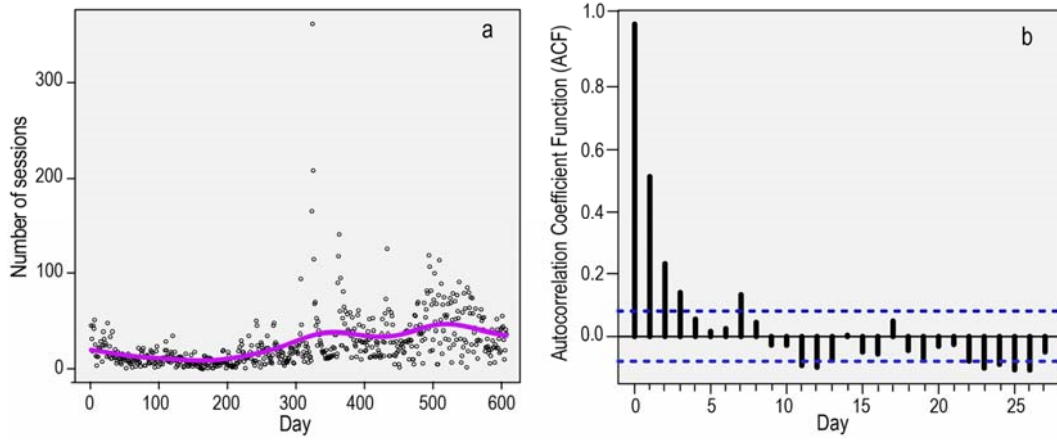 a
Number of sessions
300
200
100
0
0 100 200 300 400 500 600
Day
b
Autocorrelation Coefficient Function (ACF)
1.0
0.8
0.6
0.4
0.2
0.0
0 5 10 15 20 25
Day